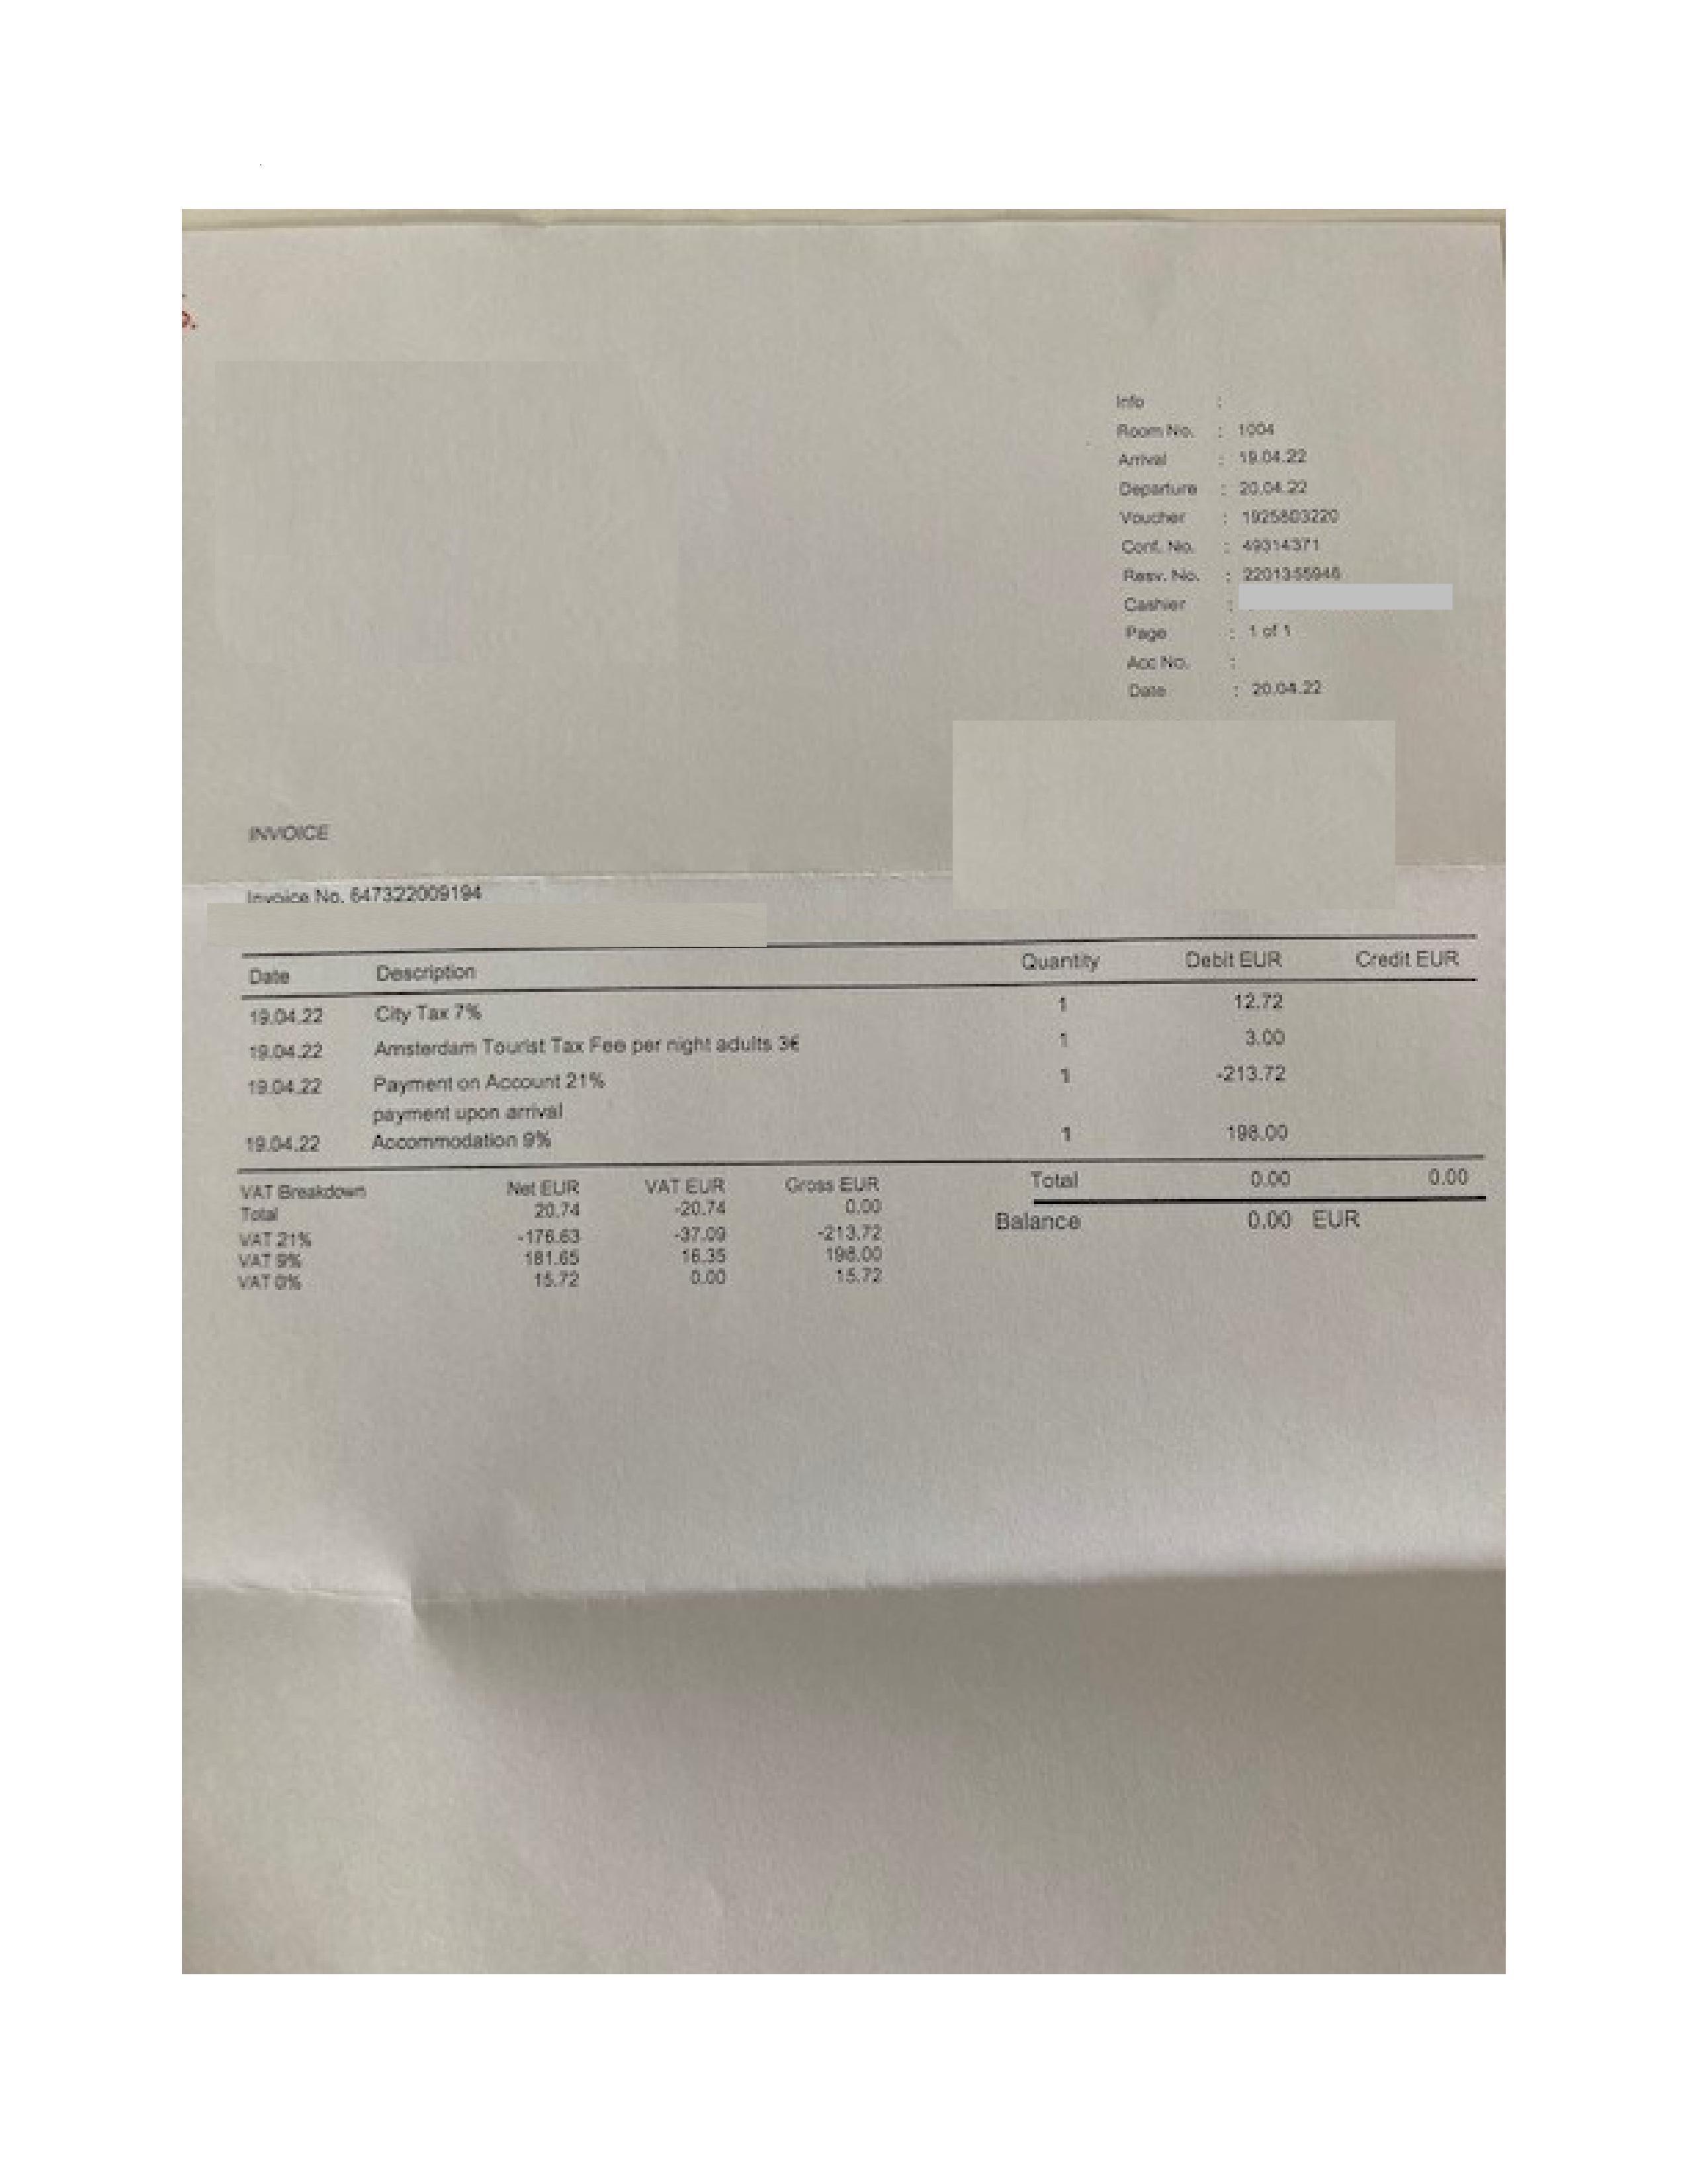 Info :
Room No. : 1004
Arrival : 19.04.22
Departure : 20.04.22
Voucher : 1925803220
Conf. No. : 49314371
Resv. No. : 2201355946
Cashier :
Page : 1 of 1
Acc No. :
Date : 20.04.22
INVOICE
Invoice No. 647322009194
Date Description Quantity Debit EUR Credit EUR
19.04.22 City Tax 7% 1 12.72
19.04.22 Amsterdam Tourist Tax Fee per night adults 3€ 1 3.00
19.04.22 Payment on Account 21% 1 -213.72
payment upon arrival
19.04.22 Accommodation 9% 1 198.00
VAT Breakdown Net EUR VAT EUR Gross EUR Total 0.00 0.00
Total 20.74 -20.74 0.00 Balance 0.00 EUR
VAT 21% -176.63 -37.09 -213.72
VAT 9% 181.65 16.35 198.00
VAT 0% 15.72 0.00 15.72